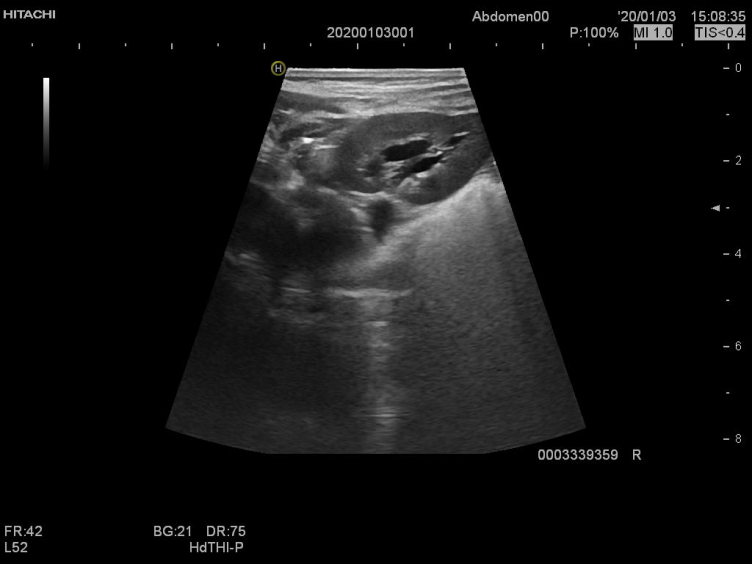 HITACHI
Abdomen00 '20/01/03 15:08:35
20200103001 P:100% MI 1.0 TIS<0.4
H
0
2
4
6
8
0003339359 R
FR:42 BG:21 DR:75
L52 HdTHI-P